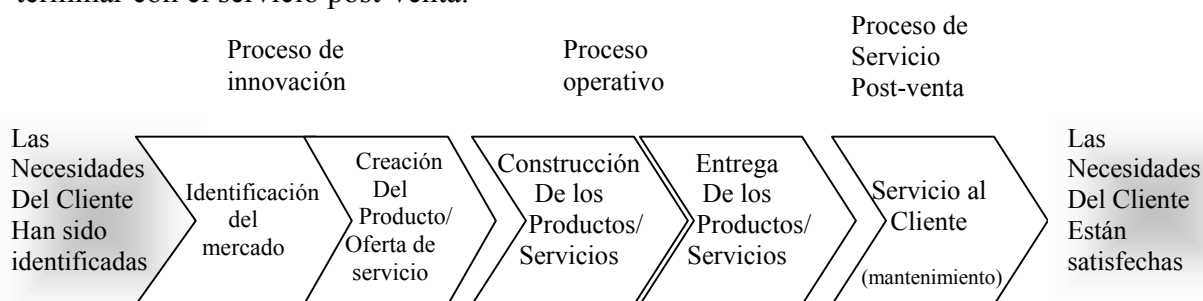 terminar con el servicio post-venta.
Proceso de
innovación
Proceso
operativo
Proceso de
Servicio
Post-venta
Las
Necesidades
Del Cliente
Han sido
identificadas
Identificación
del
mercado
Creación
Del
Producto/
Oferta de
servicio
Construcción
De los
Productos/
Servicios
Entrega
De los
Productos/
Servicios
Servicio al
Cliente
(mantenimiento)
Las
Necesidades
Del Cliente
Están
satisfechas